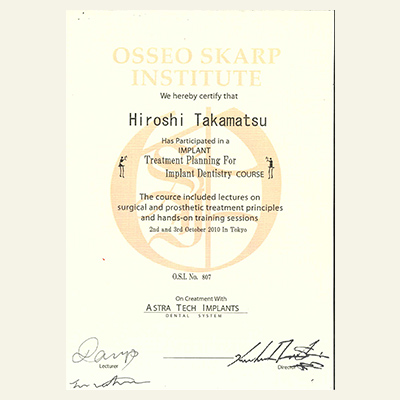 OSSEO SKARP
INSTITUTE
We hereby certify that
Hiroshi Takamatsu
Has Participated in a
IMPLANT
Treatment Planning For
Implant Dentistry COURSE
The cource included lectures on
surgical and prosthetic treatment principles
and hands-on training sessions
2nd and 3rd October 2010 In Tokyo
O.S.I. No. 807
On Creatment With
ASTRA TECH IMPLANTS
DENTAL SYSTEM
Lecturer